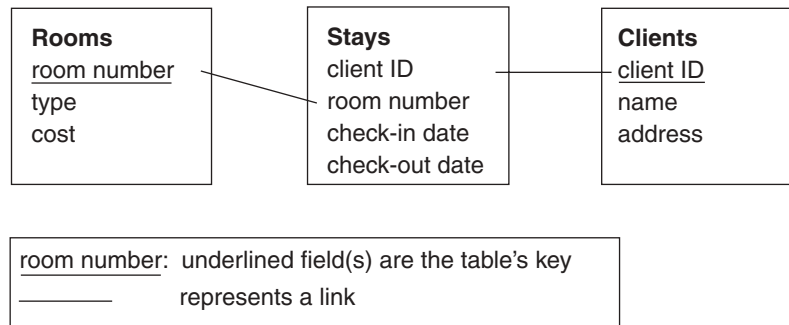 Rooms
room number
type
cost
Stays
client ID
room number
check-in date
check-out date
Clients
client ID
name
address
room number: underlined field(s) are the table's key
represents a link